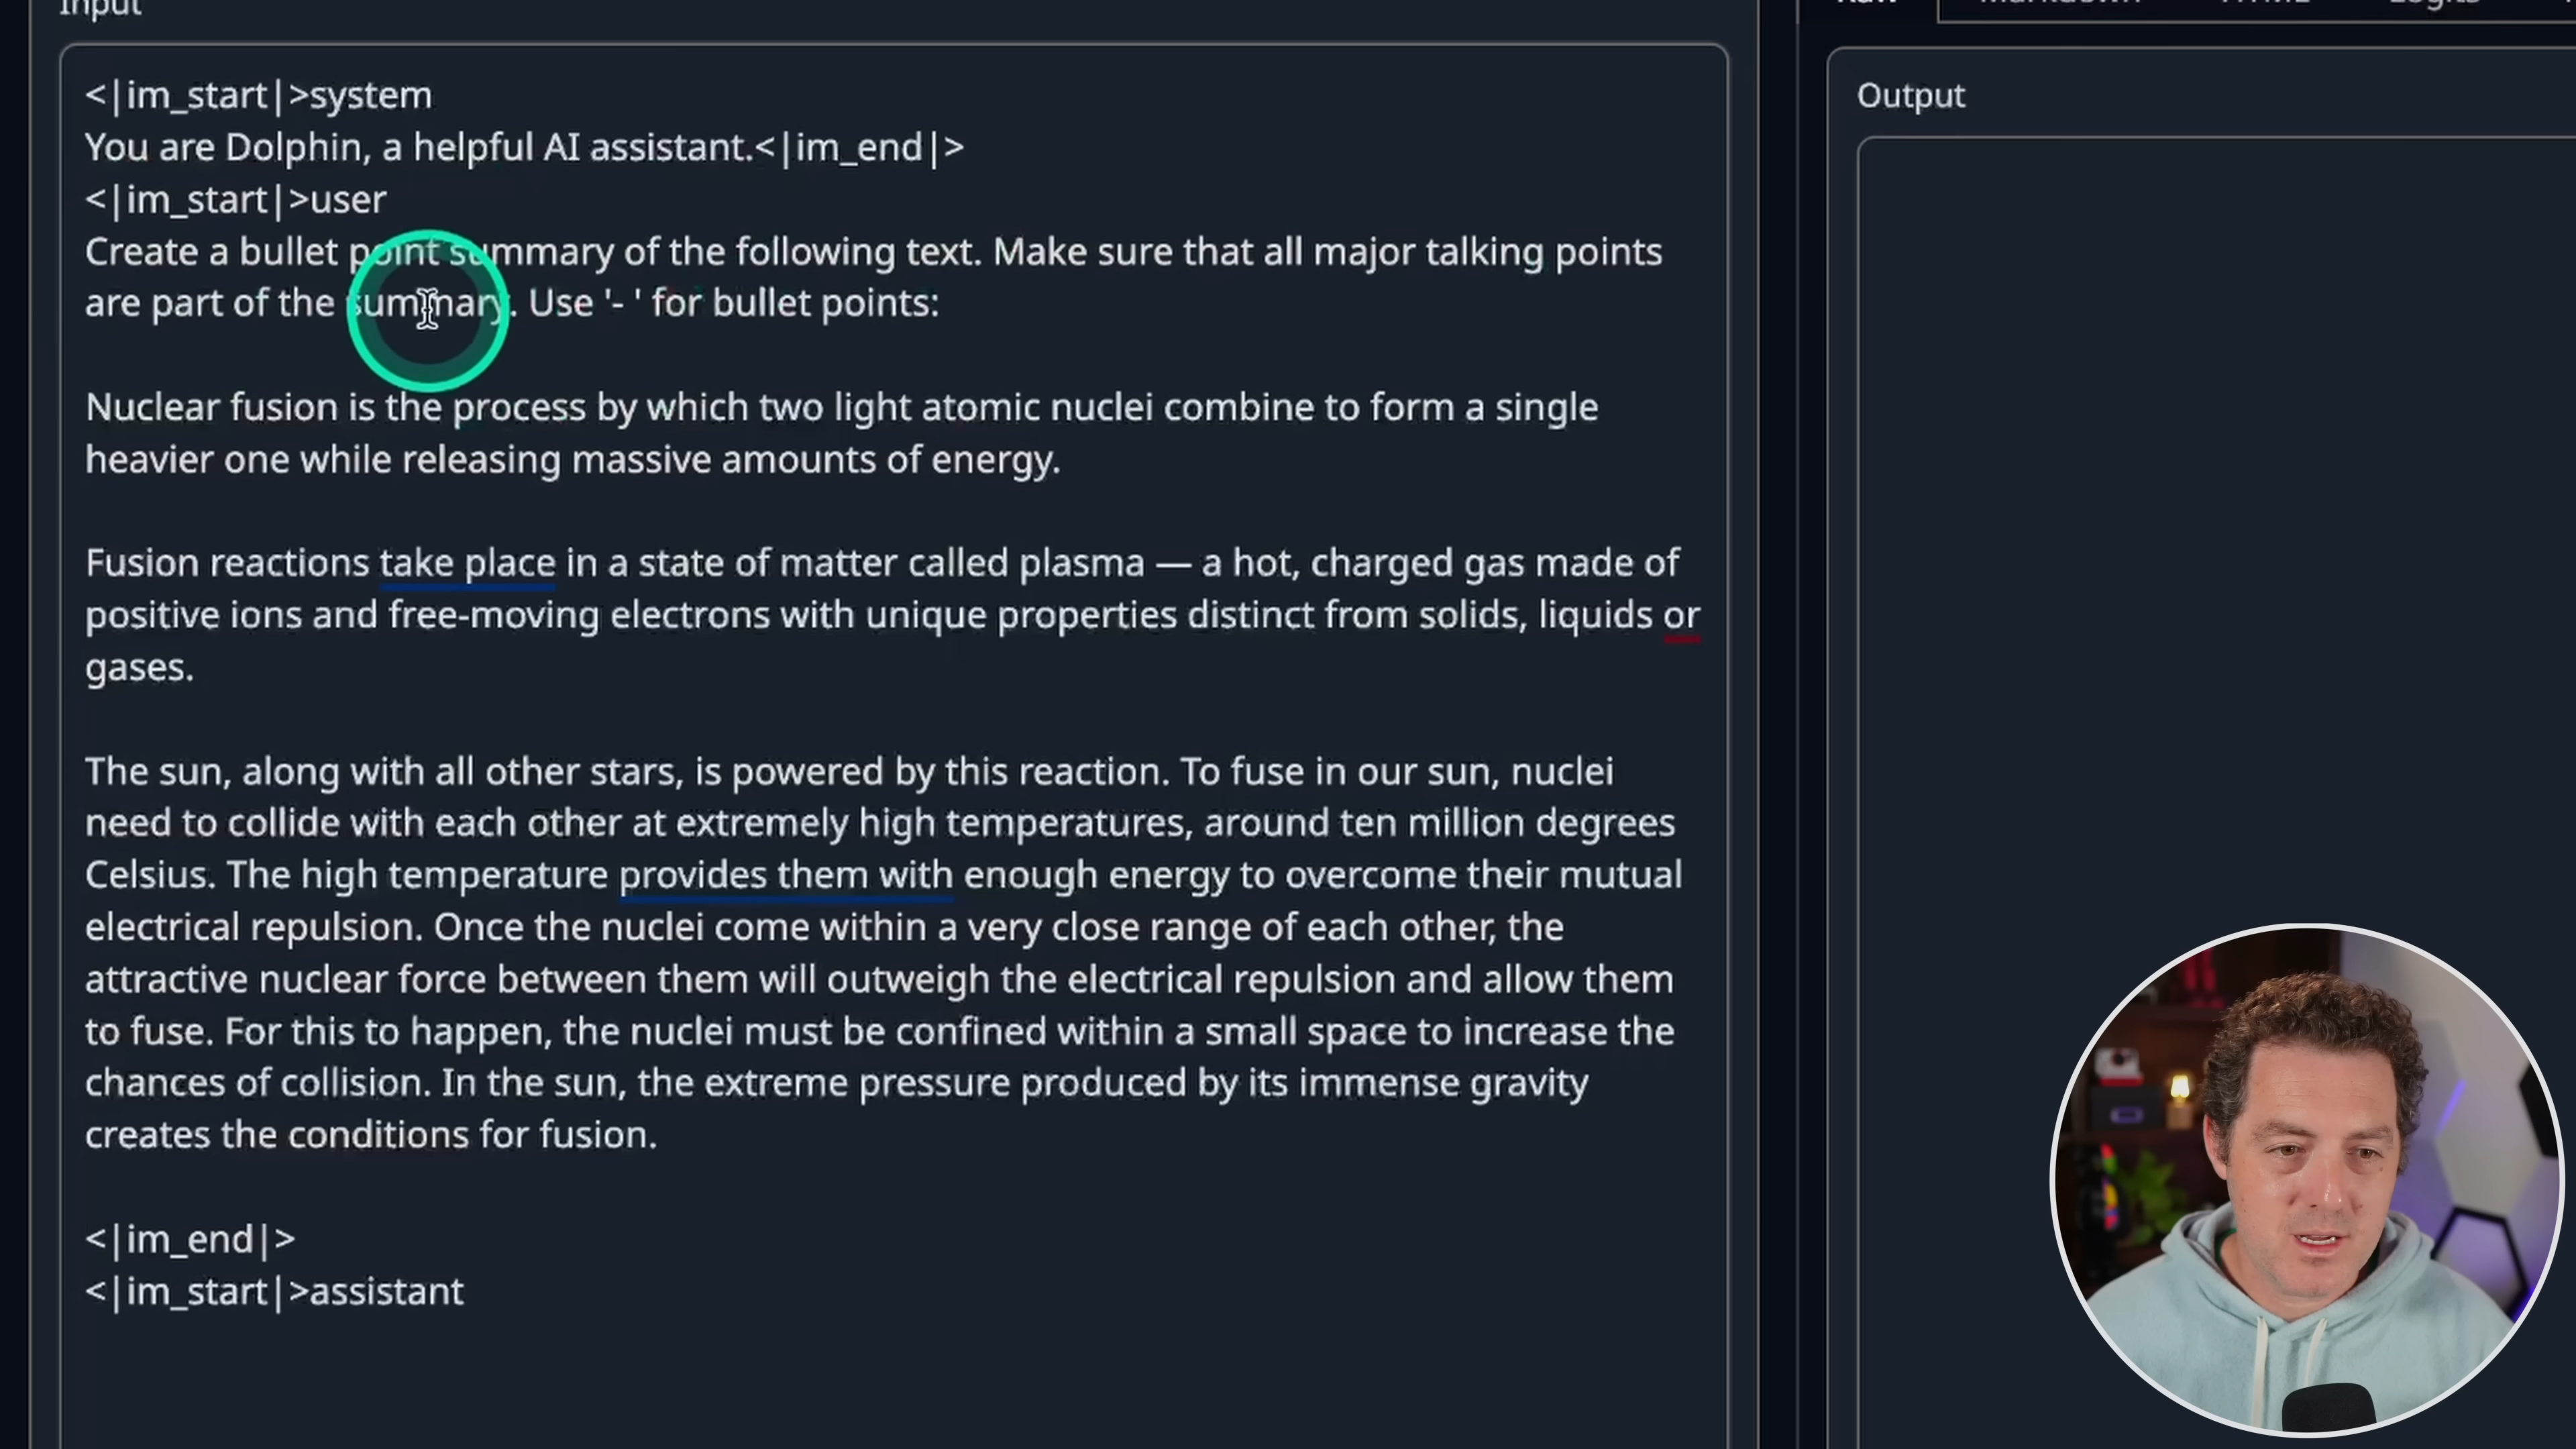 Input
Raw
Markdown
HTML
Logits
<|im_start|>system
You are Dolphin, a helpful AI assistant.<|im_end|>
<|im_start|>user
Create a bullet point summary of the following text. Make sure that all major talking points
are part of the summary. Use '- ' for bullet points:
Nuclear fusion is the process by which two light atomic nuclei combine to form a single
heavier one while releasing massive amounts of energy.
Fusion reactions take place in a state of matter called plasma — a hot, charged gas made of
positive ions and free-moving electrons with unique properties distinct from solids, liquids or
gases.
The sun, along with all other stars, is powered by this reaction. To fuse in our sun, nuclei
need to collide with each other at extremely high temperatures, around ten million degrees
Celsius. The high temperature provides them with enough energy to overcome their mutual
electrical repulsion. Once the nuclei come within a very close range of each other, the
attractive nuclear force between them will outweigh the electrical repulsion and allow them
to fuse. For this to happen, the nuclei must be confined within a small space to increase the
chances of collision. In the sun, the extreme pressure produced by its immense gravity
creates the conditions for fusion.
<|im_end|>
<|im_start|>assistant
Output